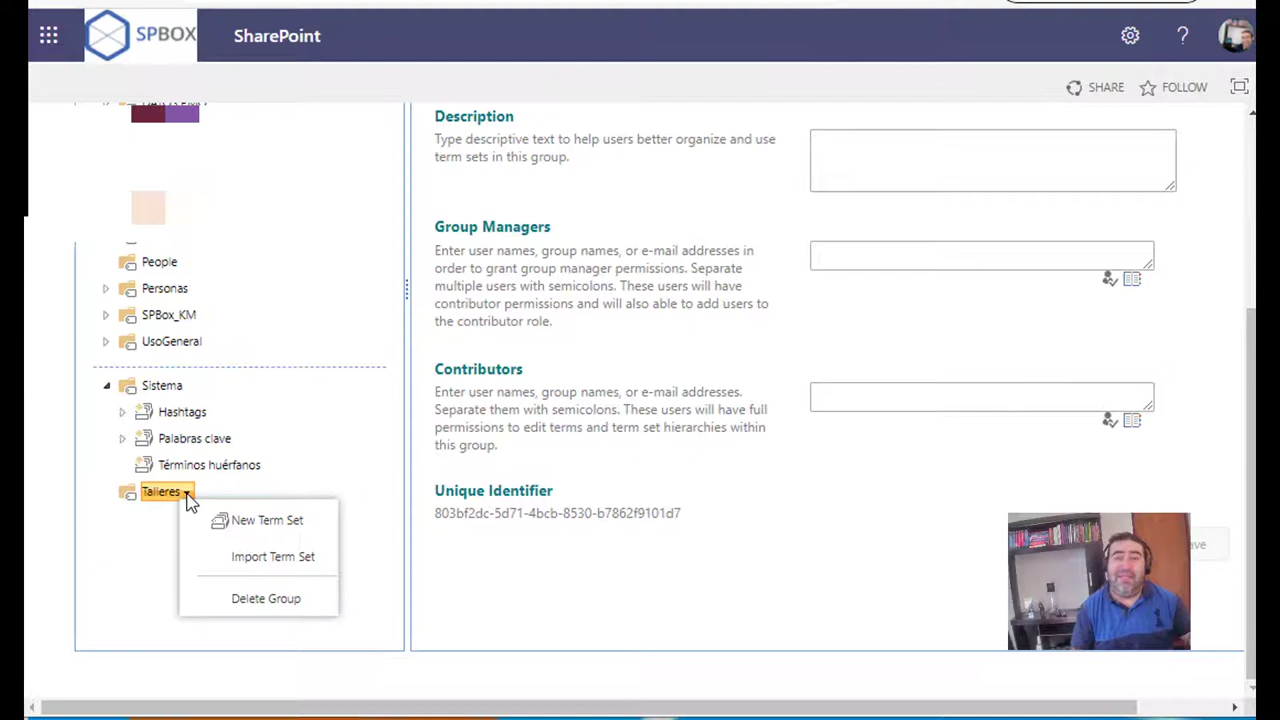 SPBOX
SharePoint
SHARE
FOLLOW
Description
Type descriptive text to help users better organize and use
term sets in this group.
Group Managers
Enter user names, group names, or e-mail addresses in
order to grant group manager permissions. Separate
multiple users with semicolons. These users will have
contributor permissions and will also able to add users to
the contributor role.
Contributors
Enter user names, group names, or e-mail addresses.
Separate them with semicolons. These users will have full
permissions to edit terms and term set hierarchies within
this group.
Unique Identifier
803bf2dc-5d71-4bcb-8530-b7862f9101d7
People
Personas
SPBox_KM
UsoGeneral
Sistema
Hashtags
Palabras clave
Términos huérfanos
Talleres
New Term Set
Import Term Set
Delete Group